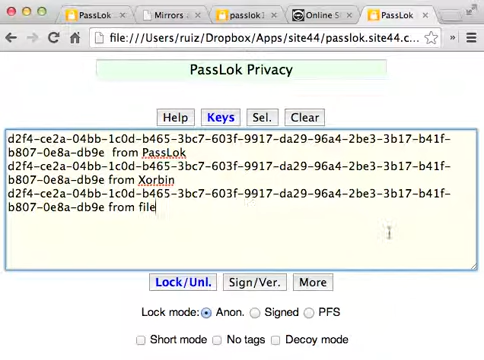 PassLok
Mirrors
passlok
Online S
PassLok
file:///Users/ruiz/Dropbox/Apps/site44/passlok.site44.c...
PassLok Privacy
Help Keys Sel. Clear
d2f4-ce2a-04bb-1c0d-b465-3bc7-603f-9917-da29-96a4-2be3-3b17-b41f-
b807-0e8a-db9e from PassLok
d2f4-ce2a-04bb-1c0d-b465-3bc7-603f-9917-da29-96a4-2be3-3b17-b41f-
b807-0e8a-db9e from Xorbin
d2f4-ce2a-04bb-1c0d-b465-3bc7-603f-9917-da29-96a4-2be3-3b17-b41f-
b807-0e8a-db9e from file
Lock/Unl. Sign/Ver. More
Lock mode: Anon. Signed PFS
Short mode No tags Decoy mode